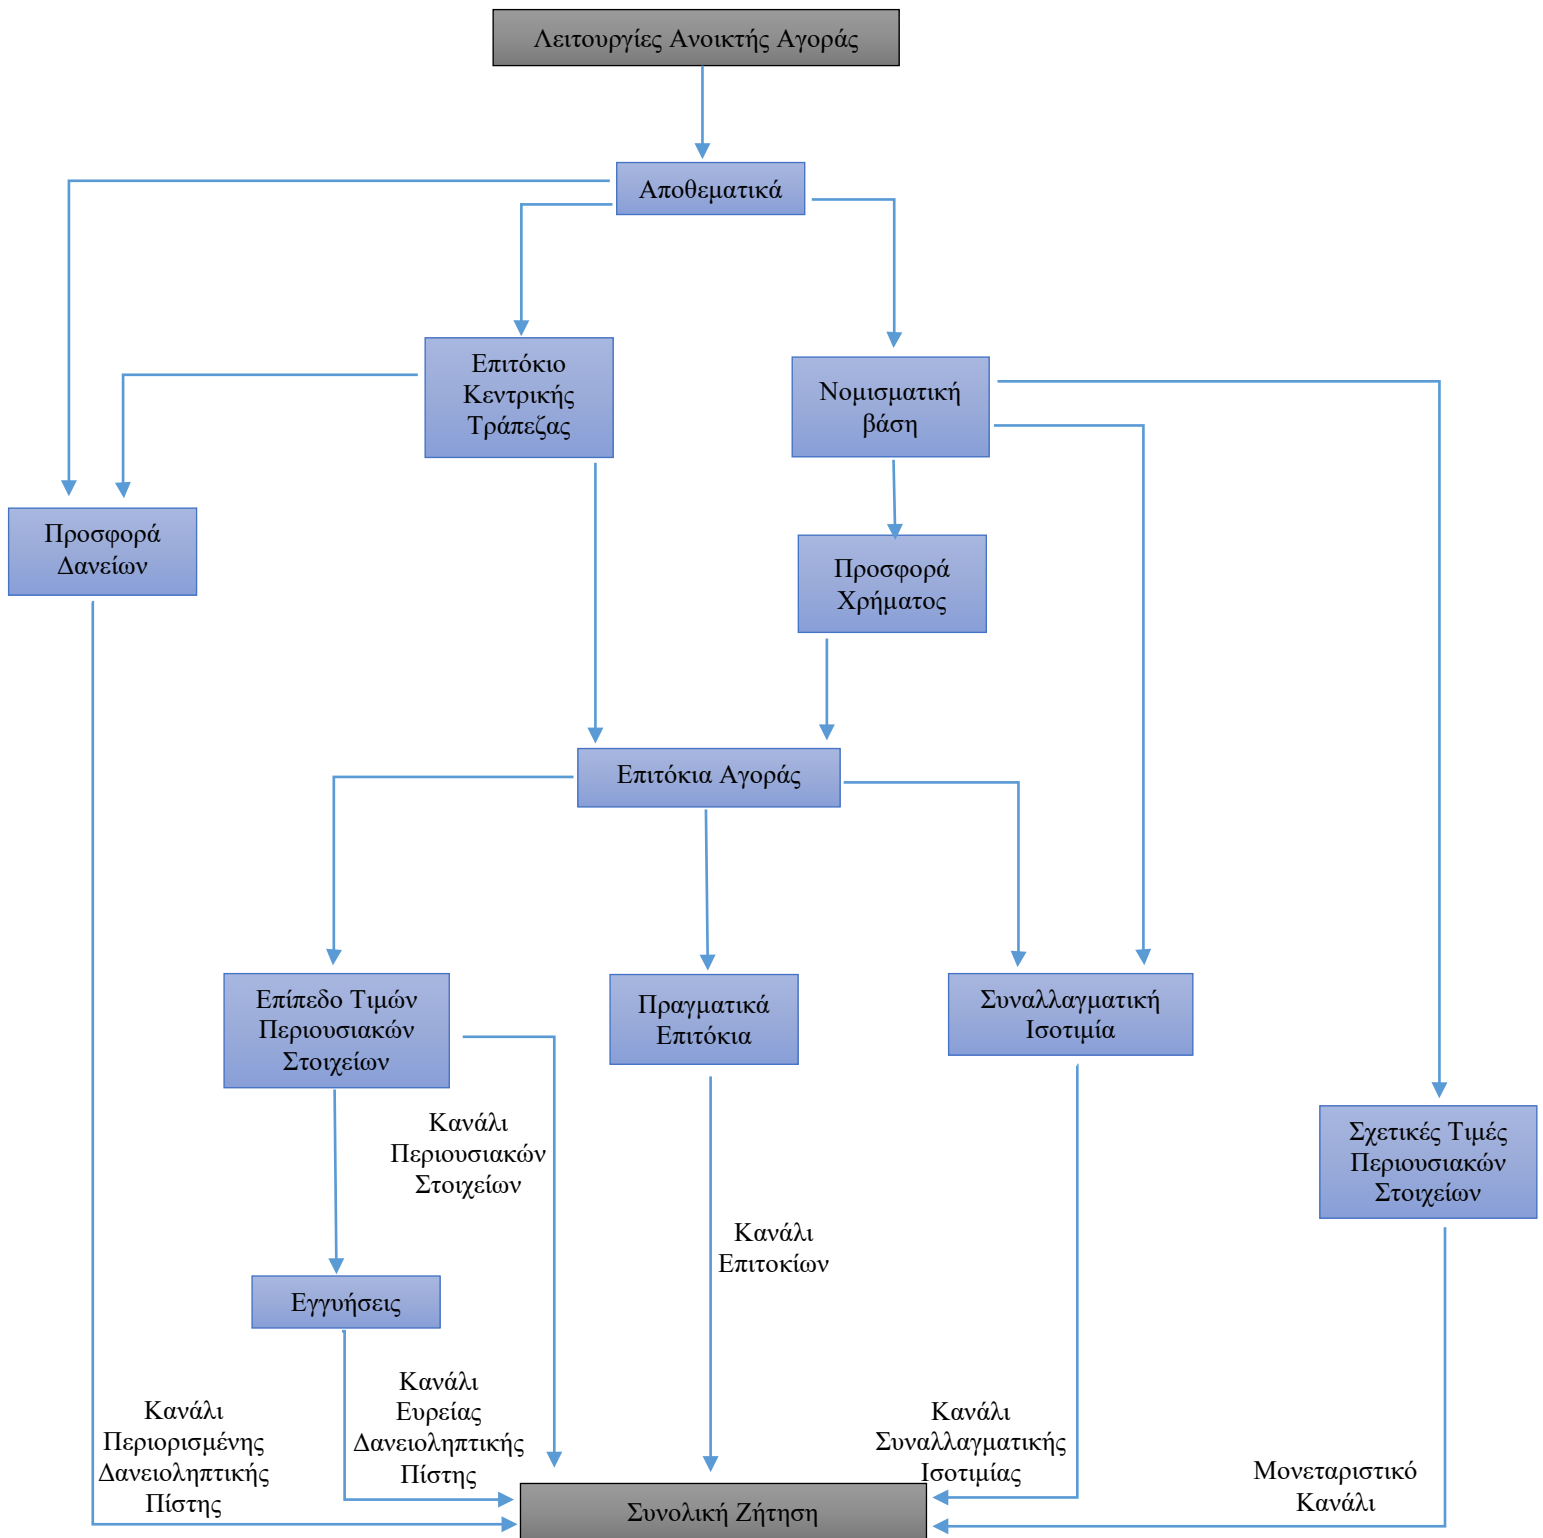 Λειτουργίες Ανοικτής Αγοράς
Αποθεματικά
Επιτόκιο
Κεντρικής
Τράπεζας
Νομισματική
βάση
Προσφορά
Δανείων
Προσφορά
Χρήματος
Επιτόκια Αγοράς
Επίπεδο Τιμών
Περιουσιακών
Στοιχείων
Πραγματικά
Επιτόκια
Συναλλαγματική
Ισοτιμία
Κανάλι
Περιουσιακών
Στοιχείων
Σχετικές Τιμές
Περιουσιακών
Στοιχείων
Κανάλι
Επιτοκίων
Εγγυήσεις
Κανάλι
Περιορισμένης
Δανειοληπτικής
Πίστης
Κανάλι
Ευρείας
Δανειοληπτικής
Πίστης
Κανάλι
Συναλλαγματικής
Ισοτιμίας
Μονεταριστικό
Κανάλι
Συνολική Ζήτηση